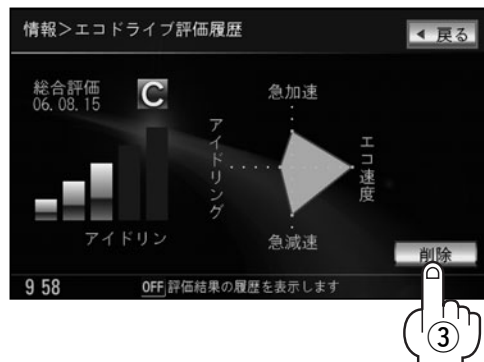 情報＞エコドライブ評価履歴
◀ 戻る
総合評価
06.08.15
C
急加速
アイドリング
エコ速度
急減速
アイドリン
削除
9 58
OFF 評価結果の履歴を表示します
③